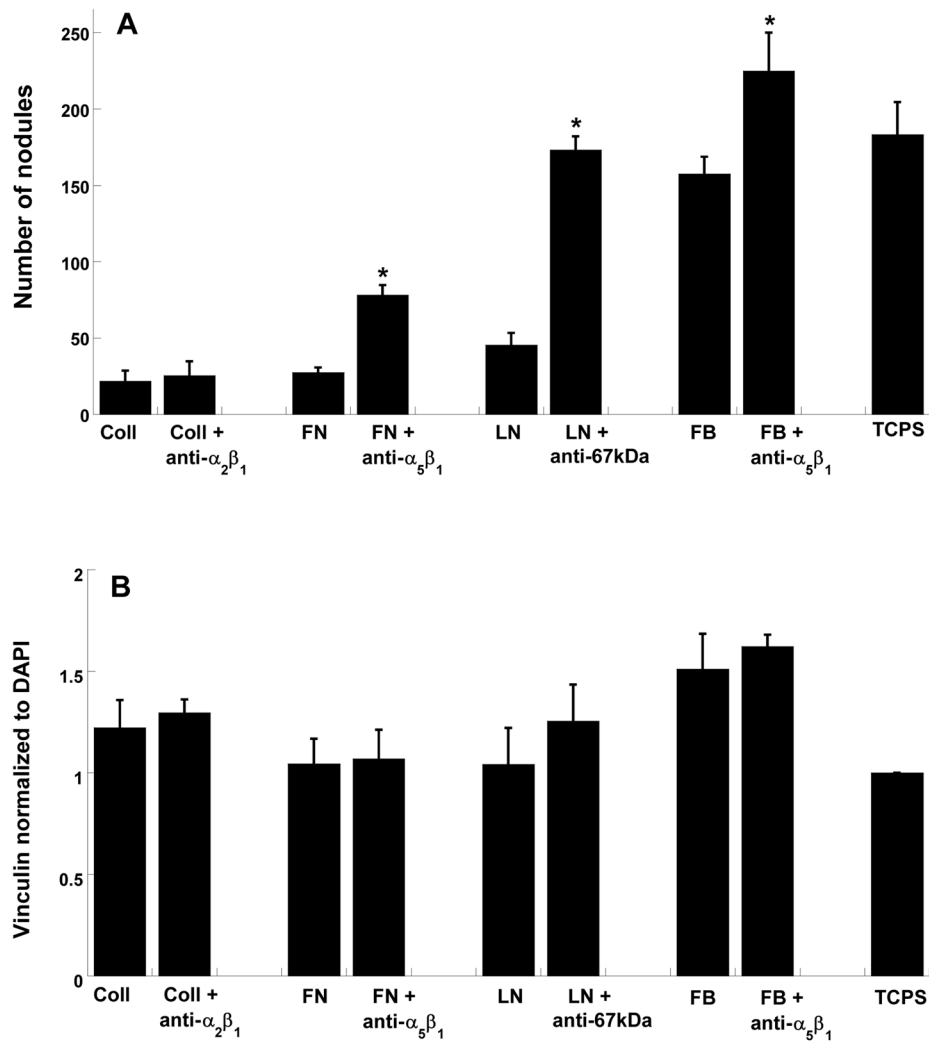 A
Number of nodules
250
200
150
100
50
0
*
*
*
Coll
Coll +
anti-α2β1
FN
FN +
anti-α5β1
LN
LN +
anti-67kDa
FB
FB +
anti-α5β1
TCPS
B
Vinculin normalized to DAPI
2
1.5
1
0.5
0
Coll
Coll +
anti-α2β1
FN
FN +
anti-α5β1
LN
LN +
anti-67kDa
FB
FB +
anti-α5β1
TCPS